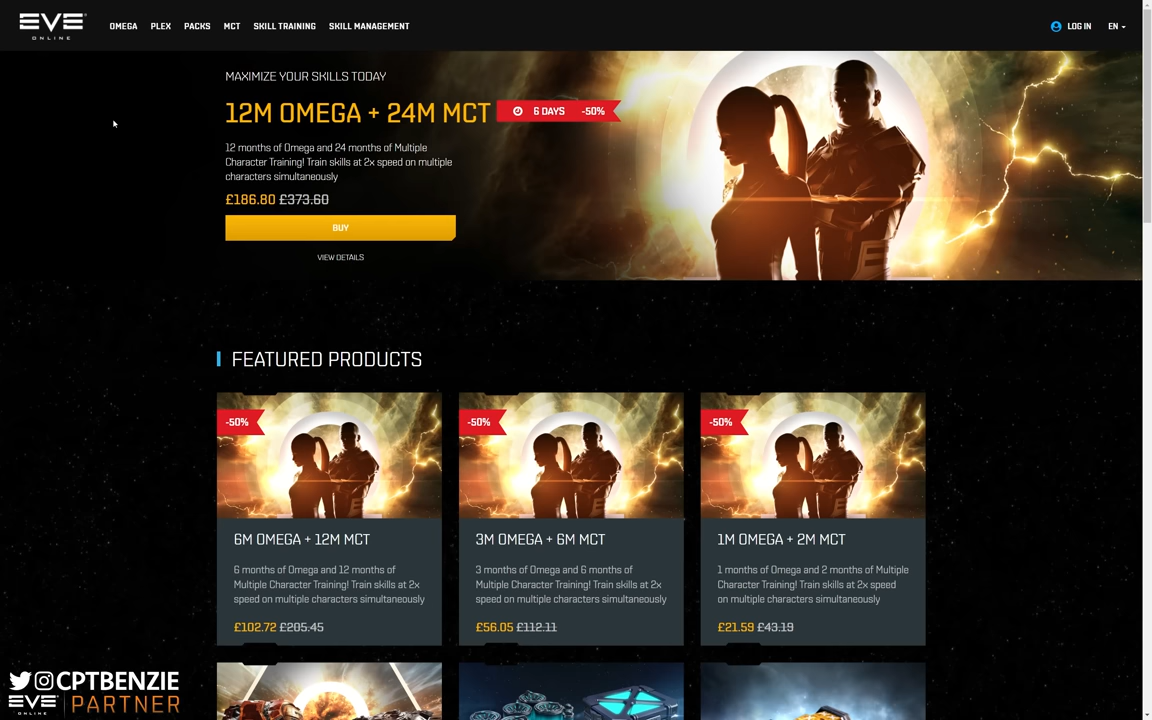 EVE
ONLINE
OMEGA PLEX PACKS MCT SKILL TRAINING SKILL MANAGEMENT
LOG IN EN
MAXIMIZE YOUR SKILLS TODAY
12M OMEGA + 24M MCT 6 DAYS -50%
12 months of Omega and 24 months of Multiple
Character Training! Train skills at 2x speed on multiple
characters simultaneously
£186.80 £373.60
BUY
VIEW DETAILS
FEATURED PRODUCTS
-50%
6M OMEGA + 12M MCT
6 months of Omega and 12 months of
Multiple Character Training! Train skills at 2x
speed on multiple characters simultaneously
£102.72 £205.45
-50%
3M OMEGA + 6M MCT
3 months of Omega and 6 months of
Multiple Character Training! Train skills at 2x
speed on multiple characters simultaneously
£56.05 £112.11
-50%
1M OMEGA + 2M MCT
1 months of Omega and 2 months of Multiple
Character Training! Train skills at 2x speed
on multiple characters simultaneously
£21.59 £43.19
CPTBENZIE
EVE
ONLINE
PARTNER